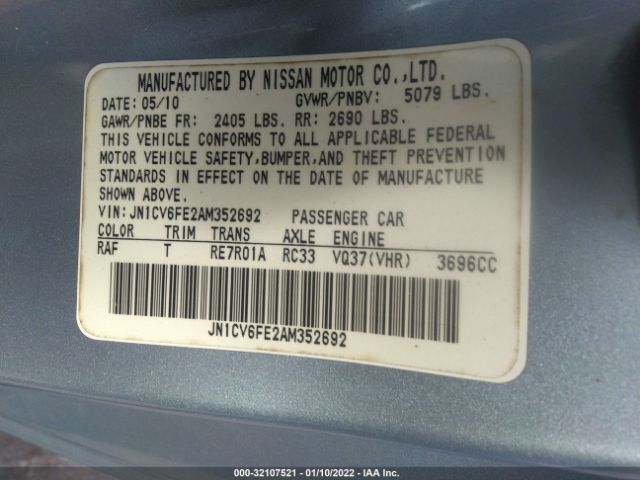 MANUFACTURED BY NISSAN MOTOR CO.,LTD.
DATE: 05/10 GVWR/PNBV: 5079 LBS.
GAWR/PNBE FR: 2405 LBS. RR: 2690 LBS.
THIS VEHICLE CONFORMS TO ALL APPLICABLE FEDERAL
MOTOR VEHICLE SAFETY,BUMPER,AND THEFT PREVENTION
STANDARDS IN EFFECT ON THE DATE OF MANUFACTURE
SHOWN ABOVE.
VIN:JN1CV6FE2AM352692 PASSENGER CAR
COLOR TRIM TRANS AXLE ENGINE
RAF T RE7R01A RC33 VQ37(VHR) 3696CC
JN1CV6FE2AM352692
000-32107521 - 01/10/2022 - IAA Inc.